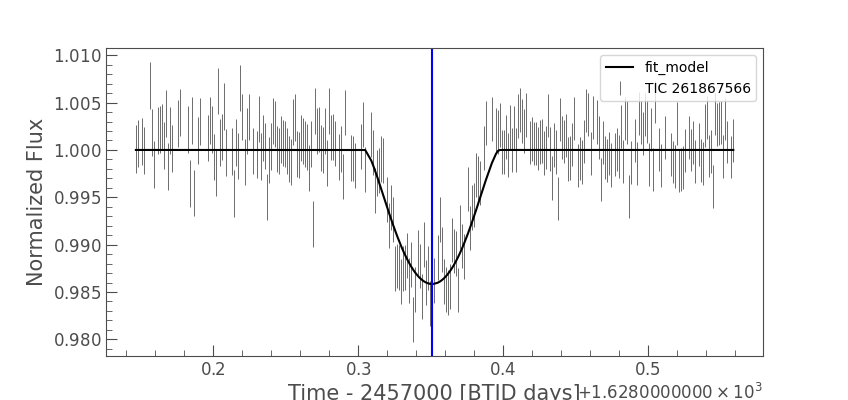 1.010
1.005
1.000
0.995
0.990
0.985
0.980
Normalized Flux
fit_model
TIC 261867566
0.2 0.3 0.4 0.5
Time - 2457000 [BTJD days]
+1.6280000000 × 10³